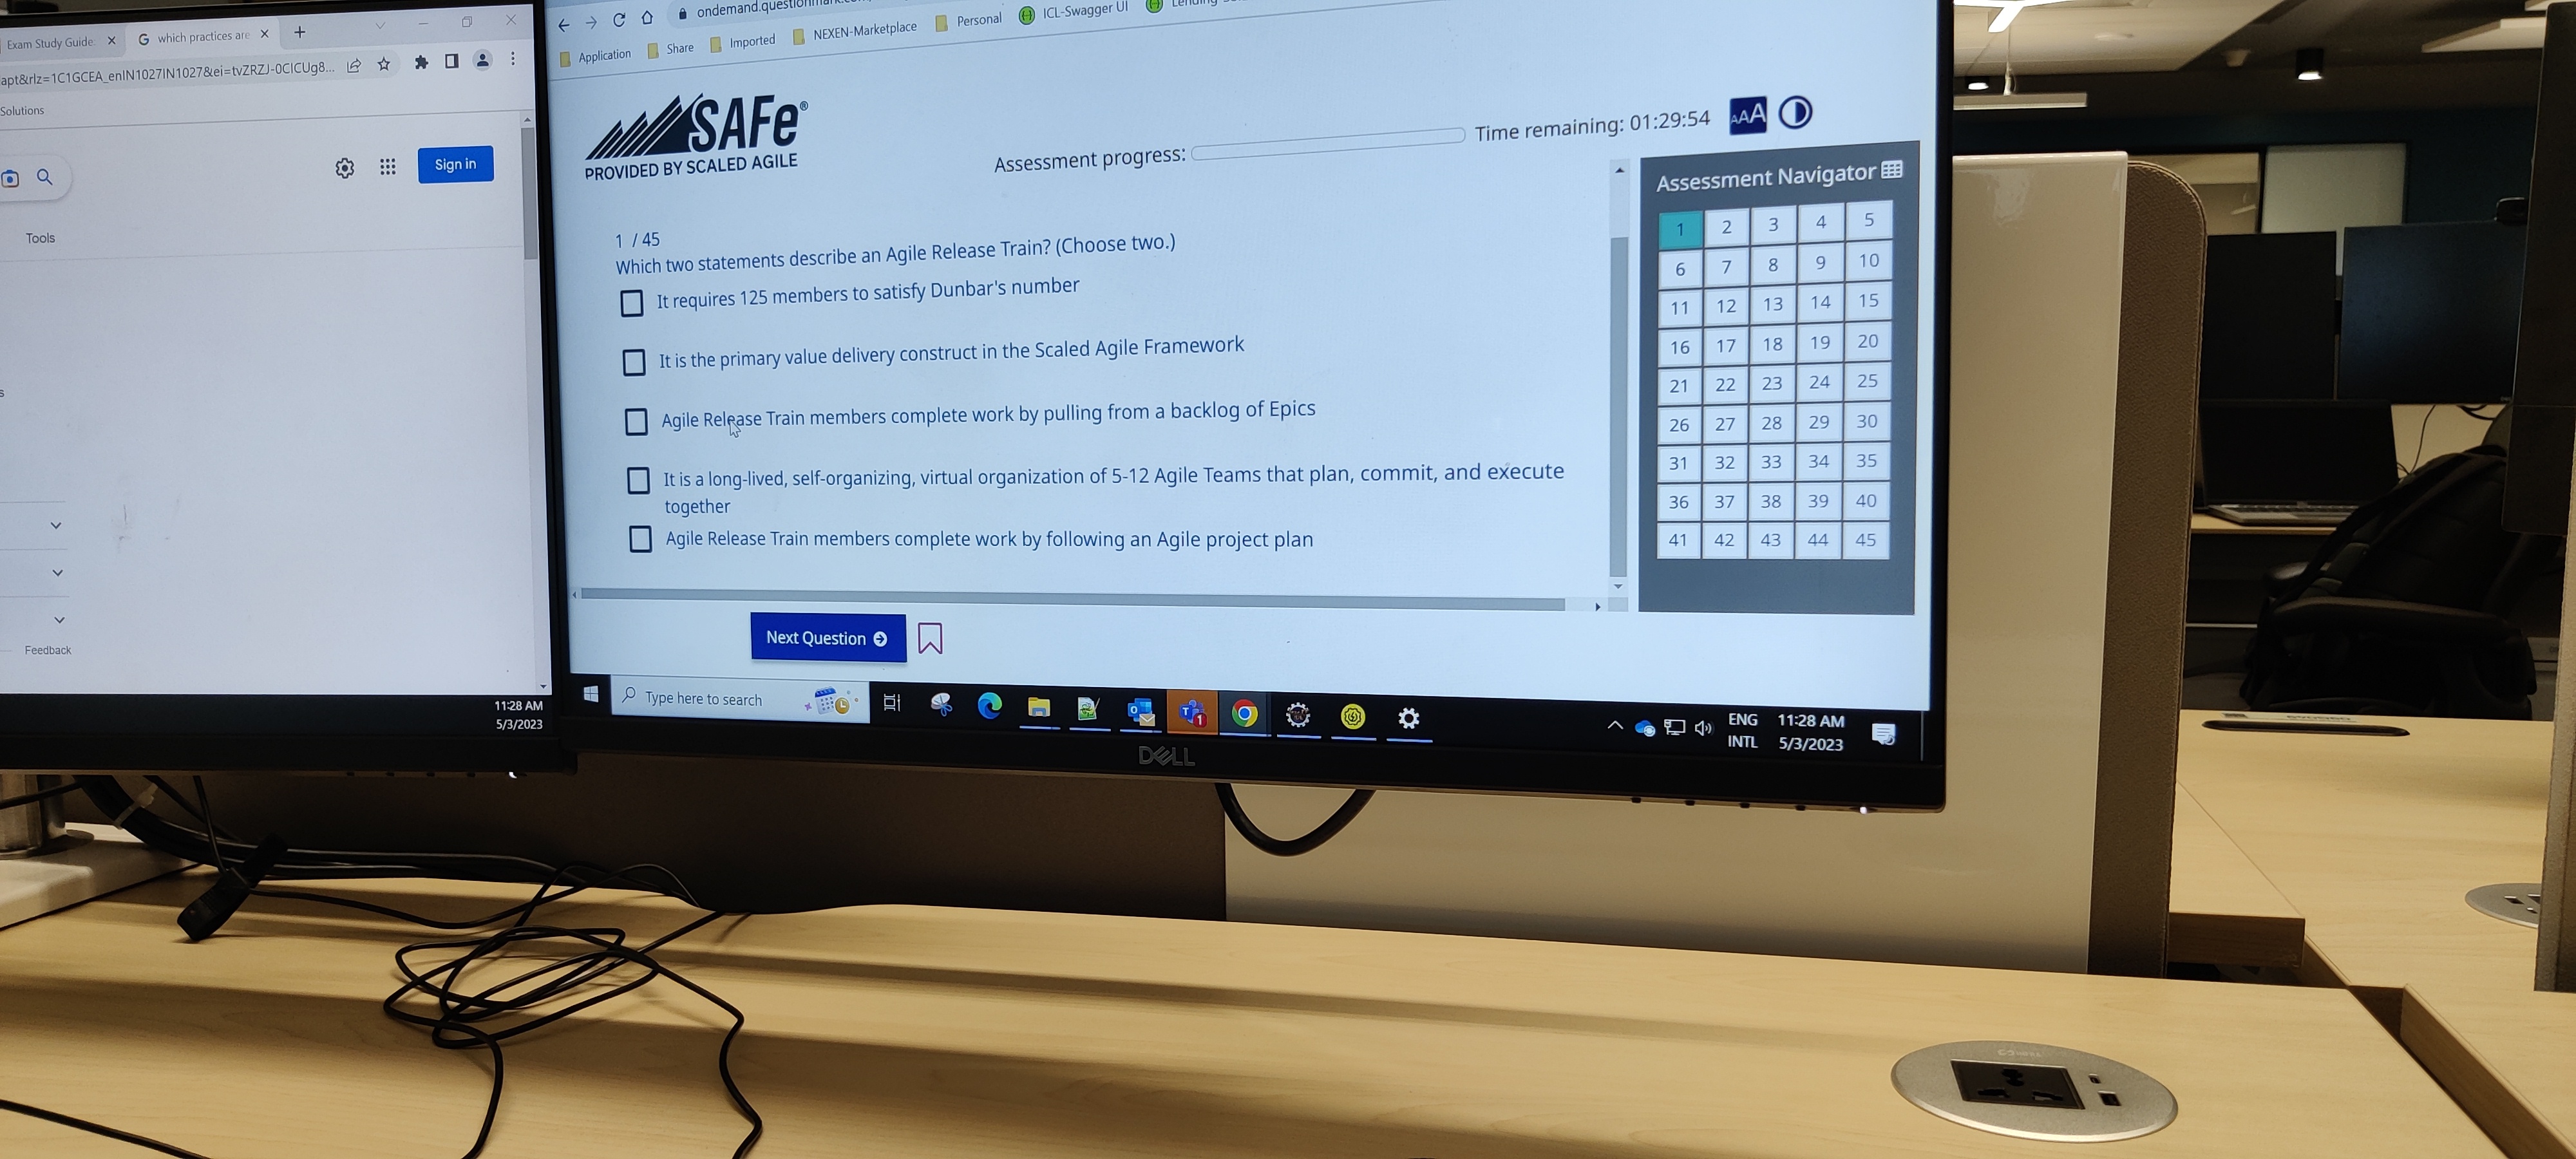 Exam Study Guide:
which practices are
apt&rlz=1C1GCEA_enIN1027IN1027&ei=tvZRZJ-0CICUg8...
Solutions
Sign in
Tools
s
Feedback
11:28 AM
5/3/2023
Application
Share
Imported
NEXEN-Marketplace
Personal
ICL-Swagger UI
SAFe®
PROVIDED BY SCALED AGILE
Assessment progress:
Time remaining: 01:29:54
AAA
1 / 45
Which two statements describe an Agile Release Train? (Choose two.)
It requires 125 members to satisfy Dunbar's number
It is the primary value delivery construct in the Scaled Agile Framework
Agile Release Train members complete work by pulling from a backlog of Epics
It is a long-lived, self-organizing, virtual organization of 5-12 Agile Teams that plan, commit, and execute
together
Agile Release Train members complete work by following an Agile project plan
Next Question
Assessment Navigator
1 2 3 4 5
6 7 8 9 10
11 12 13 14 15
16 17 18 19 20
21 22 23 24 25
26 27 28 29 30
31 32 33 34 35
36 37 38 39 40
41 42 43 44 45
Type here to search
ENG
INTL
11:28 AM
5/3/2023
DELL